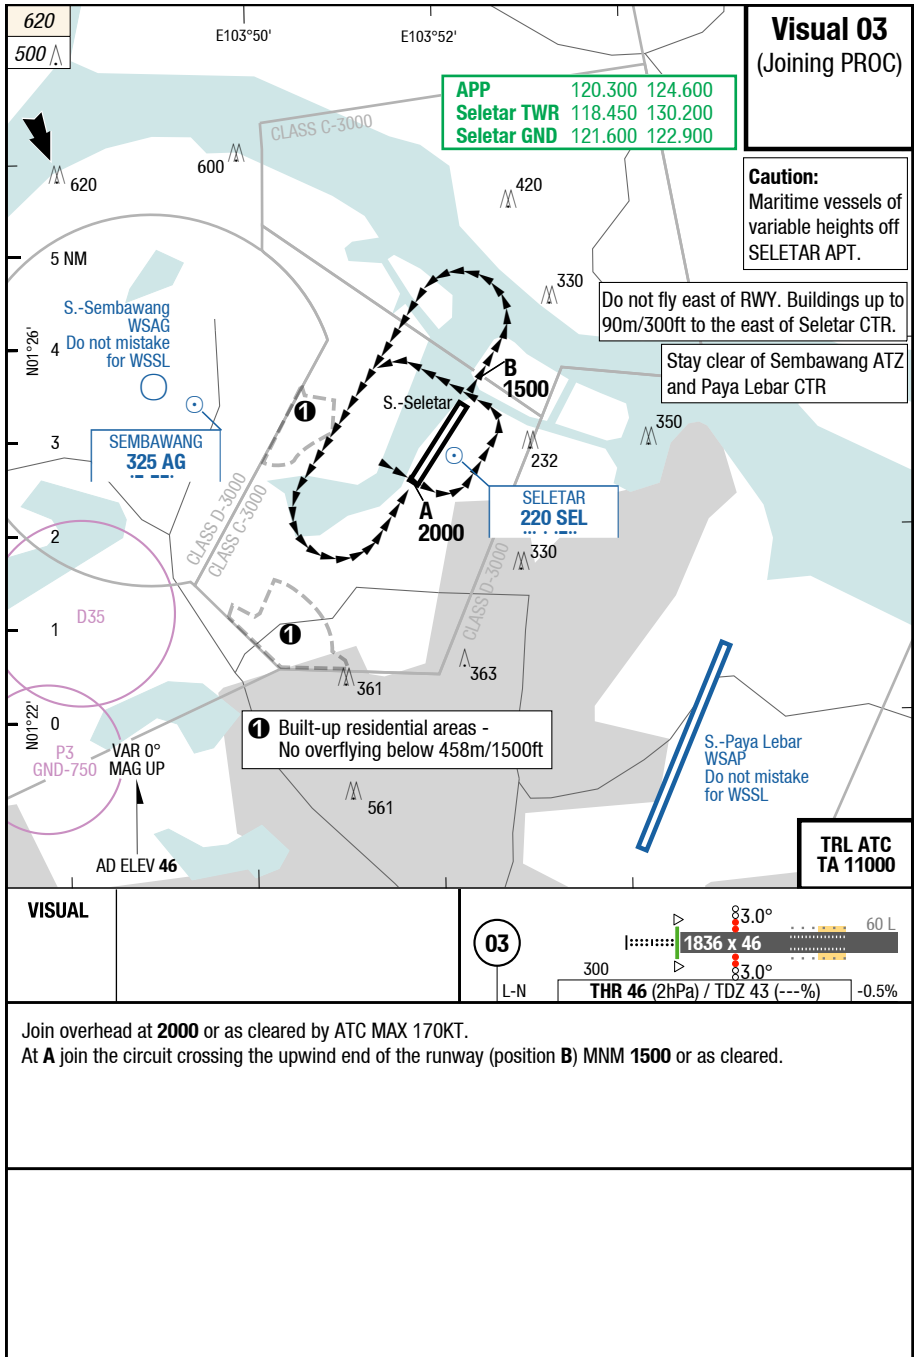 620
500
E103°50'
E103°52'
Visual 03
(Joining PROC)
APP 120.300 124.600
Seletar TWR 118.450 130.200
Seletar GND 121.600 122.900
CLASS C-3000
620
600
420
Caution:
Maritime vessels of
variable heights off
SELETAR APT.
5 NM
330
Do not fly east of RWY. Buildings up to
90m/300ft to the east of Seletar CTR.
S.-Sembawang
WSAG
Do not mistake
for WSSL
N01°26'
4
Stay clear of Sembawang ATZ
and Paya Lebar CTR
B
1500
S.-Seletar
1
3
SEMBAWANG
325 AG
350
232
SELETAR
220 SEL
A
2000
CLASS D-3000
CLASS C-3000
2
330
CLASS D-3000
D35
1
1
363
361
N01°22'
0
1 Built-up residential areas -
No overflying below 458m/1500ft
P3
GND-750
VAR 0°
MAG UP
S.-Paya Lebar
WSAP
Do not mistake
for WSSL
561
AD ELEV 46
TRL ATC
TA 11000
VISUAL
03
3.0°
60 L
1836 x 46
300
3.0°
L-N
THR 46 (2hPa) / TDZ 43 (---%)
-0.5%
Join overhead at 2000 or as cleared by ATC MAX 170KT.
At A join the circuit crossing the upwind end of the runway (position B) MNM 1500 or as cleared.